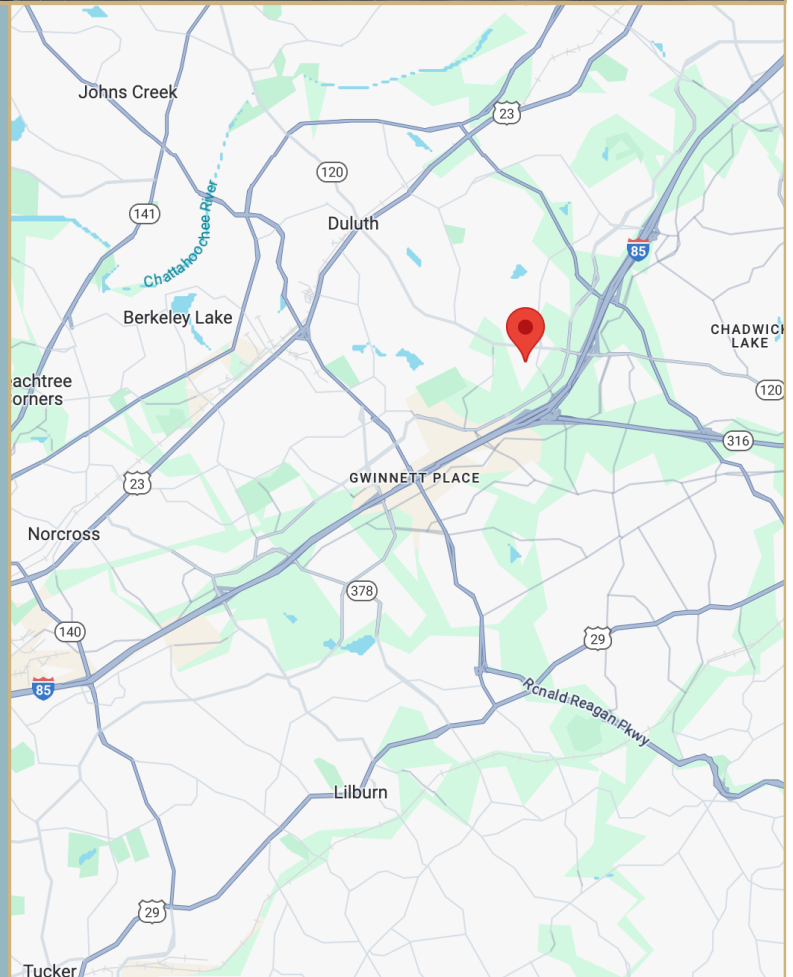 Johns Creek
23
120
141
Chattahoochee River
Duluth
85
Berkeley Lake
CHADWICK
LAKE
eachtree
orners
120
316
GWINNETT PLACE
23
Norcross
378
140
29
85
Ronald Reagan Pkwy
Lilburn
29
Tucker